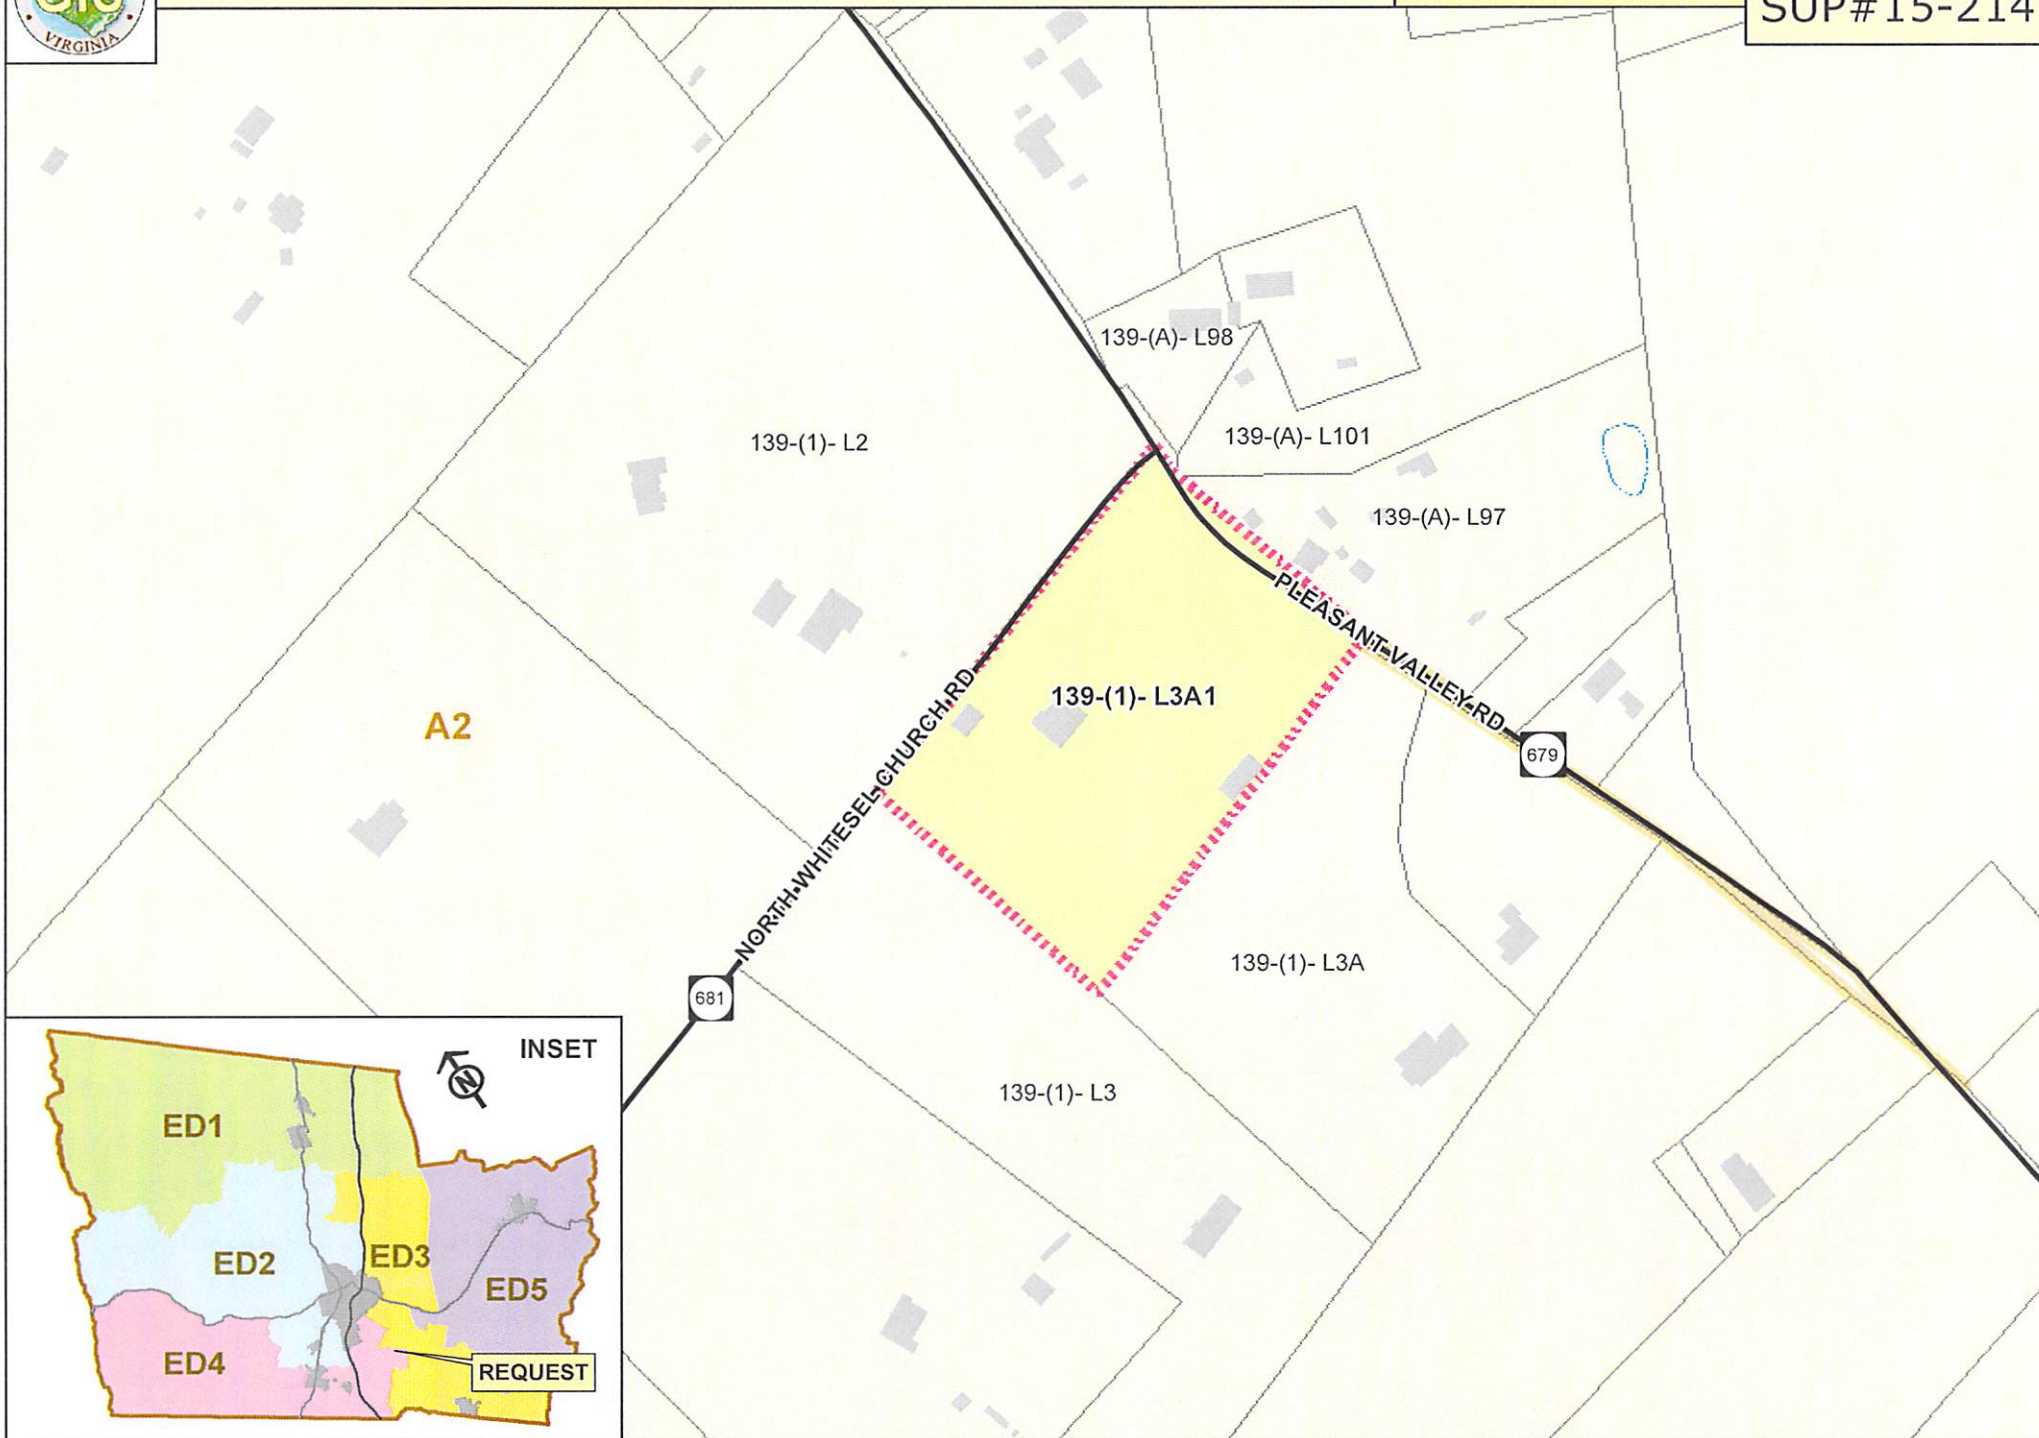 VIRGINIA
SUP#15-214
139-(A)- L98
139-(1)- L2
139-(A)- L101
139-(A)- L97
PLEASANT VALLEY RD
139-(1)- L3A1
NORTH WHITESEL CHURCH RD
A2
679
139-(1)- L3A
681
139-(1)- L3
INSET
N
ED1
ED2
ED3
ED5
ED4
REQUEST